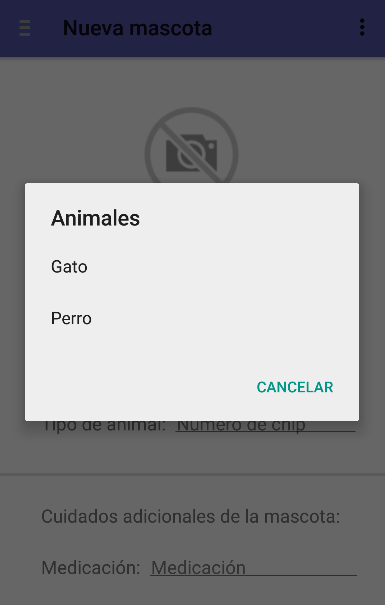 Nueva mascota
Animales
Gato
Perro
CANCELAR
Tipo de animal: Número de chip
Cuidados adicionales de la mascota:
Medicación: Medicación